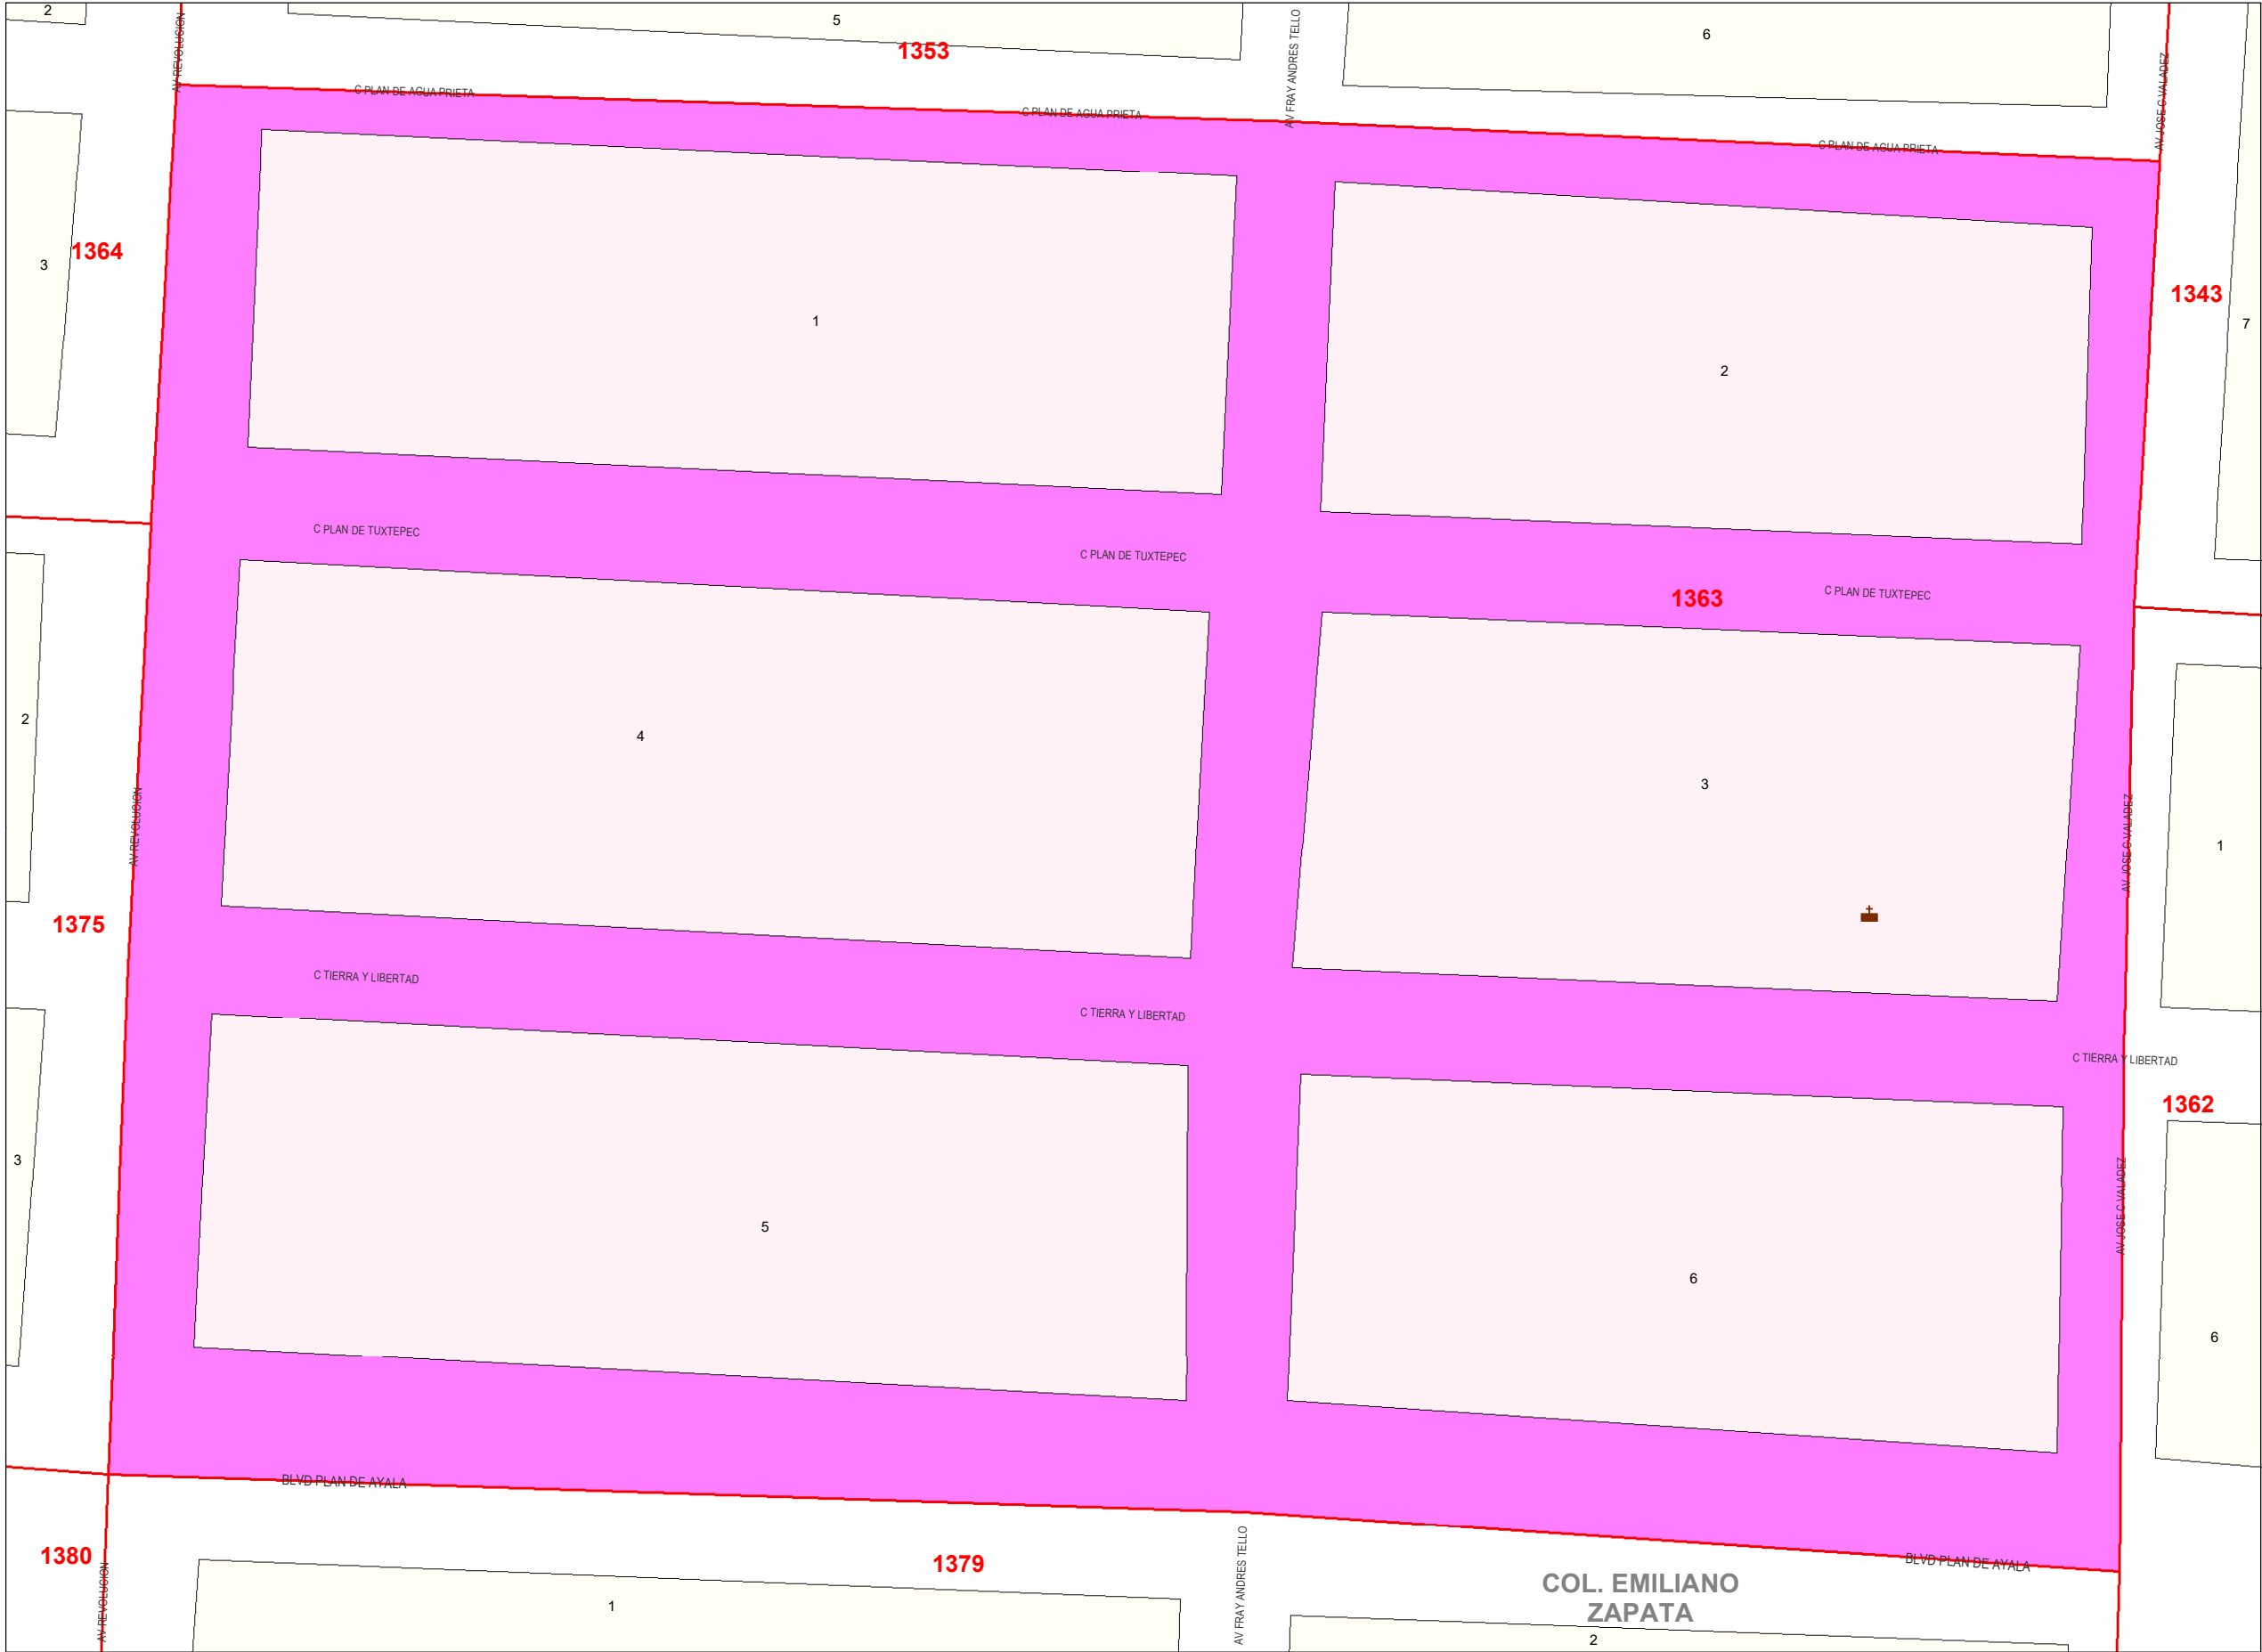 2
5
6
1353
AV REVOLUCION
AV FRAY ANDRES TELLO
AV JOSE C VALADEZ
C PLAN DE AGUA PRIETA
C PLAN DE AGUA PRIETA
C PLAN DE AGUA PRIETA
1364
3
1343
7
1
2
C PLAN DE TUXTEPEC
C PLAN DE TUXTEPEC
C PLAN DE TUXTEPEC
1363
2
4
3
1
AV REVOLUCION
AV JOSE C VALADEZ
1375
C TIERRA Y LIBERTAD
C TIERRA Y LIBERTAD
C TIERRA Y LIBERTAD
1362
3
5
6
6
AV JOSE C VALADEZ
BLVD PLAN DE AYALA
BLVD PLAN DE AYALA
1380
1379
AV REVOLUCION
AV FRAY ANDRES TELLO
COL. EMILIANO
ZAPATA
1
2